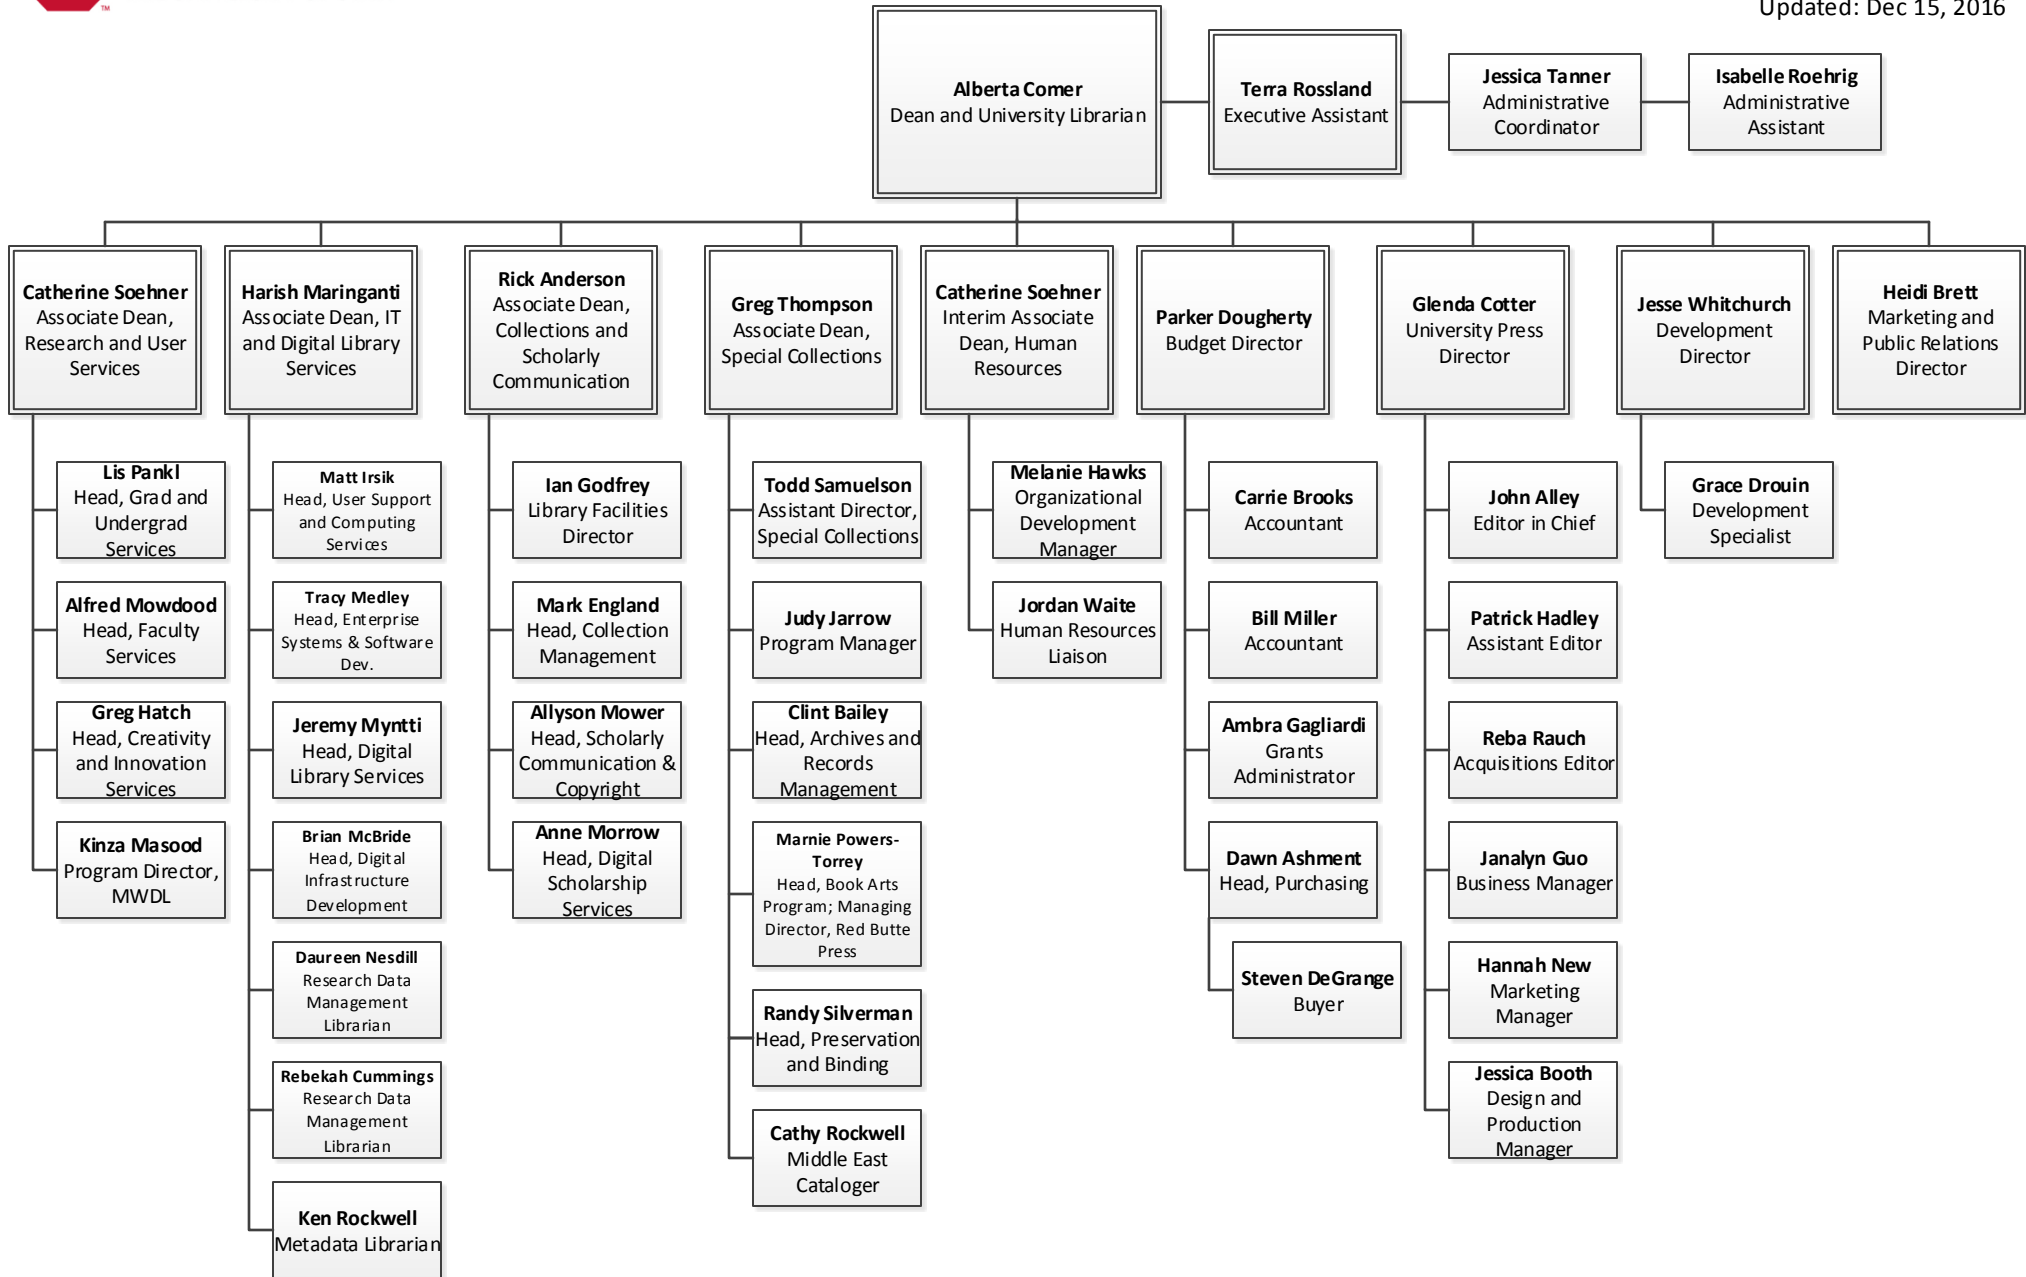 Updated: Dec 15, 2016
Alberta Comer
Dean and University Librarian
Terra Rossland
Executive Assistant
Jessica Tanner
Administrative
Coordinator
Isabelle Roehrig
Administrative
Assistant
Catherine Soehner
Associate Dean,
Research and User
Services
Harish Maringanti
Associate Dean, IT
and Digital Library
Services
Rick Anderson
Associate Dean,
Collections and
Scholarly
Communication
Greg Thompson
Associate Dean,
Special Collections
Catherine Soehner
Interim Associate
Dean, Human
Resources
Parker Dougherty
Budget Director
Glenda Cotter
University Press
Director
Jesse Whitchurch
Development
Director
Heidi Brett
Marketing and
Public Relations
Director
Lis Pankl
Head, Grad and
Undergrad
Services
Alfred Mowdood
Head, Faculty
Services
Greg Hatch
Head, Creativity
and Innovation
Services
Kinza Masood
Program Director,
MWDL
Matt Irsik
Head, User Support
and Computing
Services
Tracy Medley
Head, Enterprise
Systems & Software
Dev.
Jeremy Myntti
Head, Digital
Library Services
Brian McBride
Head, Digital
Infrastructure
Development
Daureen Nesdill
Research Data
Management
Librarian
Rebekah Cummings
Research Data
Management
Librarian
Ken Rockwell
Metadata Librarian
Ian Godfrey
Library Facilities
Director
Mark England
Head, Collection
Management
Allyson Mower
Head, Scholarly
Communication &
Copyright
Anne Morrow
Head, Digital
Scholarship
Services
Todd Samuelson
Assistant Director,
Special Collections
Judy Jarrow
Program Manager
Clint Bailey
Head, Archives and
Records
Management
Marnie Powers-
Torrey
Head, Book Arts
Program; Managing
Director, Red Butte
Press
Randy Silverman
Head, Preservation
and Binding
Cathy Rockwell
Middle East
Cataloger
Melanie Hawks
Organizational
Development
Manager
Jordan Waite
Human Resources
Liaison
Carrie Brooks
Accountant
Bill Miller
Accountant
Ambra Gagliardi
Grants
Administrator
Dawn Ashment
Head, Purchasing
Steven DeGrange
Buyer
John Alley
Editor in Chief
Patrick Hadley
Assistant Editor
Reba Rauch
Acquisitions Editor
Janalyn Guo
Business Manager
Hannah New
Marketing
Manager
Jessica Booth
Design and
Production
Manager
Grace Drouin
Development
Specialist